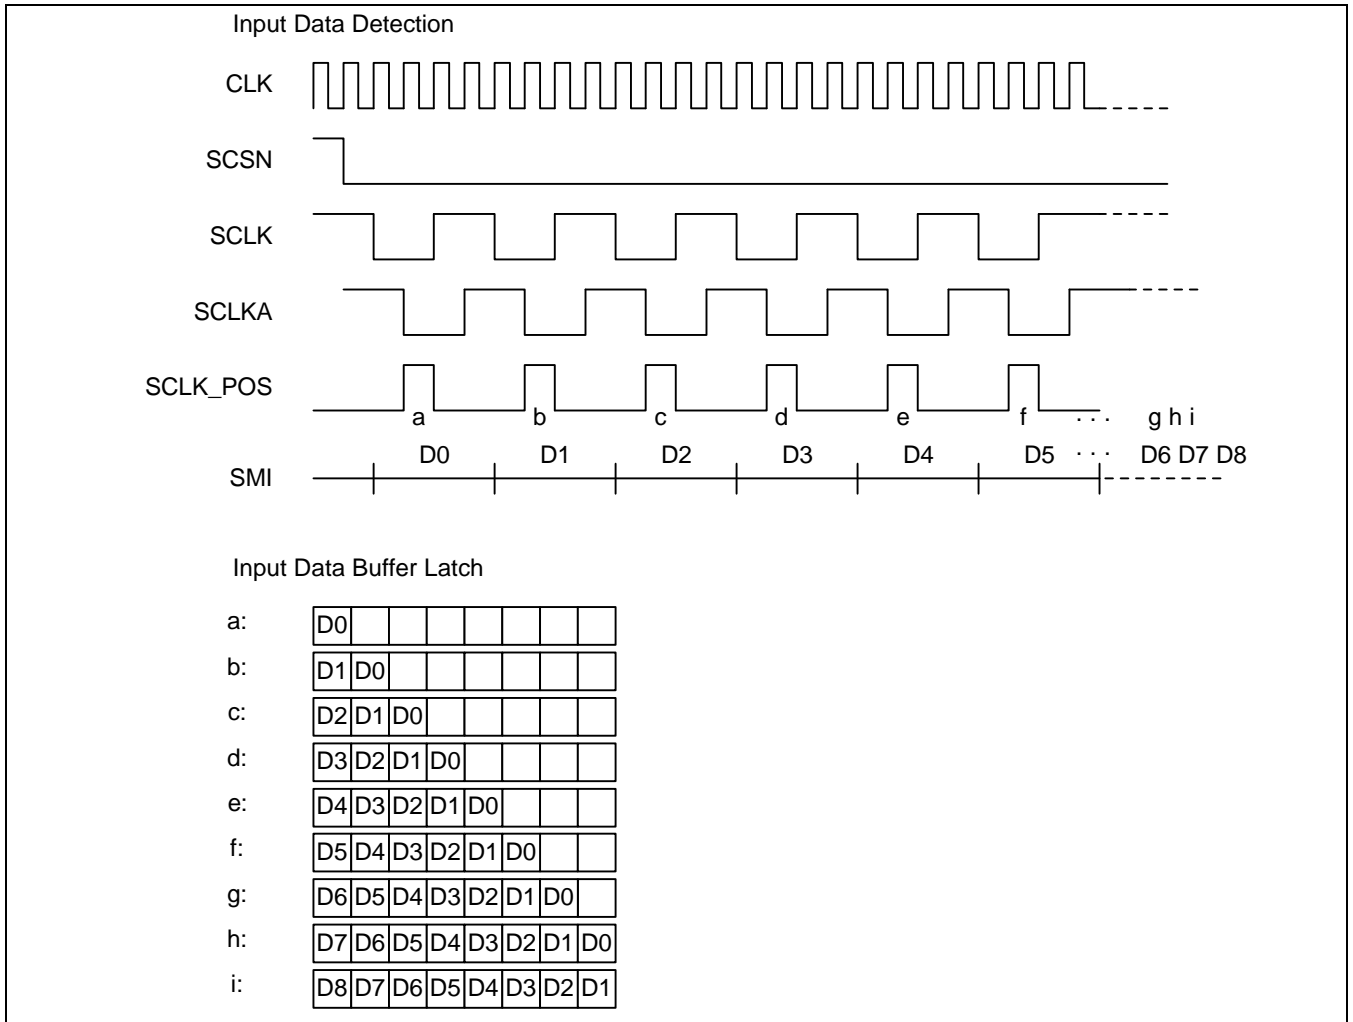 Input Data Detection
CLK
SCSN
SCLK
SCLKA
SCLK_POS
a b c d e f · · · g h i
D0 D1 D2 D3 D4 D5 · · · D6 D7 D8
SMI
Input Data Buffer Latch
a: D0
b: D1 D0
c: D2 D1 D0
d: D3 D2 D1 D0
e: D4 D3 D2 D1 D0
f: D5 D4 D3 D2 D1 D0
g: D6 D5 D4 D3 D2 D1 D0
h: D7 D6 D5 D4 D3 D2 D1 D0
i: D8 D7 D6 D5 D4 D3 D2 D1